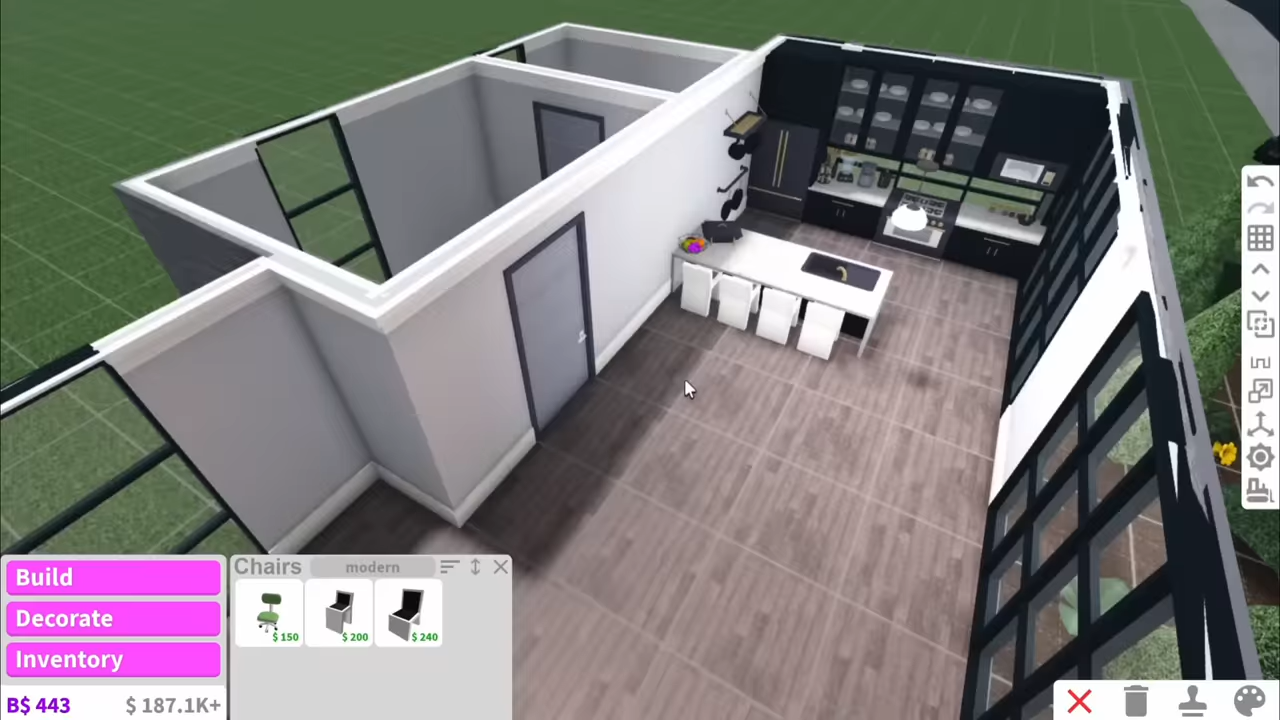 Build
Decorate
Inventory
B$ 443
$ 187.1K+
Chairs
modern
$ 150
$ 200
$ 240